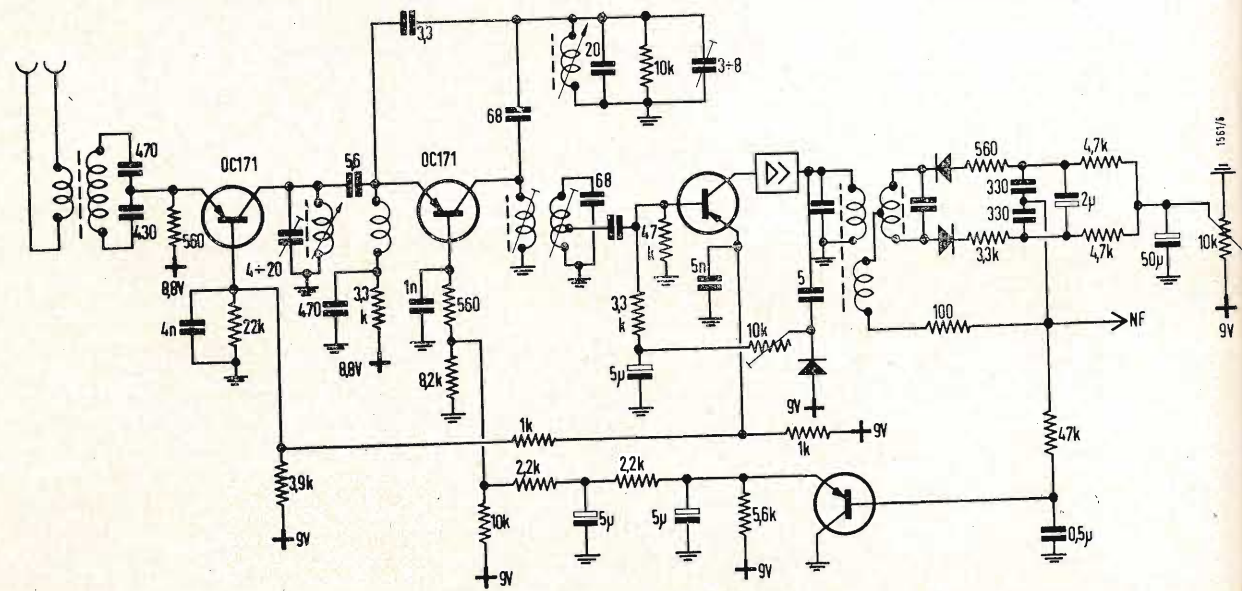 3,3
20
10k
3÷8
68
470
OC171
56
OC171
68
430
560
8,8V
4÷20
4n
22k
470
3,3
k
8,8V
1n
560
8,2k
47
k
3,3
k
5n
5µ
10k
5
9V
560
330
330
3,3k
4,7k
2µ
4,7k
50µ
10k
9V
1561/6
100
NF
47k
0,5µ
1k
1k
9V
3,9k
9V
2,2k
2,2k
10k
9V
5µ
5µ
5,6k
9V